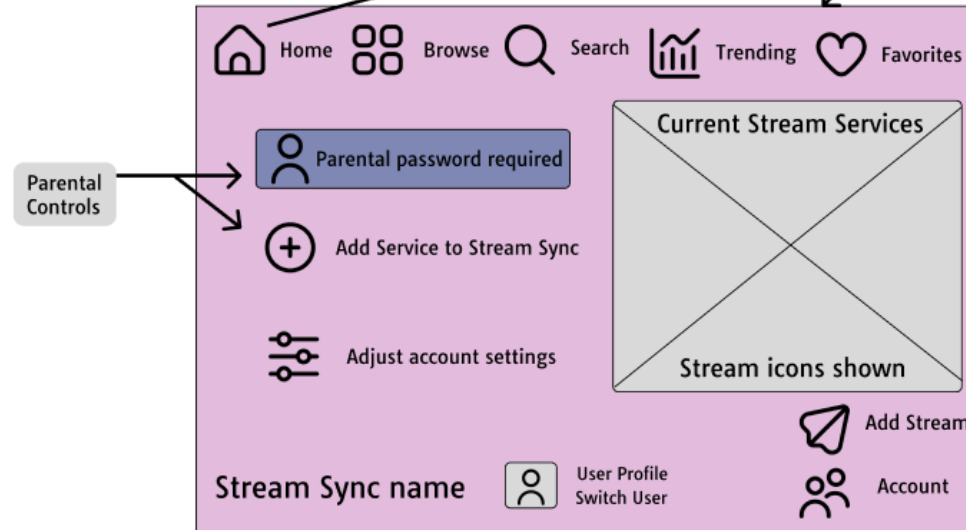 Home
Browse
Search
Trending
Favorites
Current Stream Services
Parental password required
Parental
Controls
Add Service to Stream Sync
Adjust account settings
Stream icons shown
Add Stream
Stream Sync name
User Profile
Switch User
Account